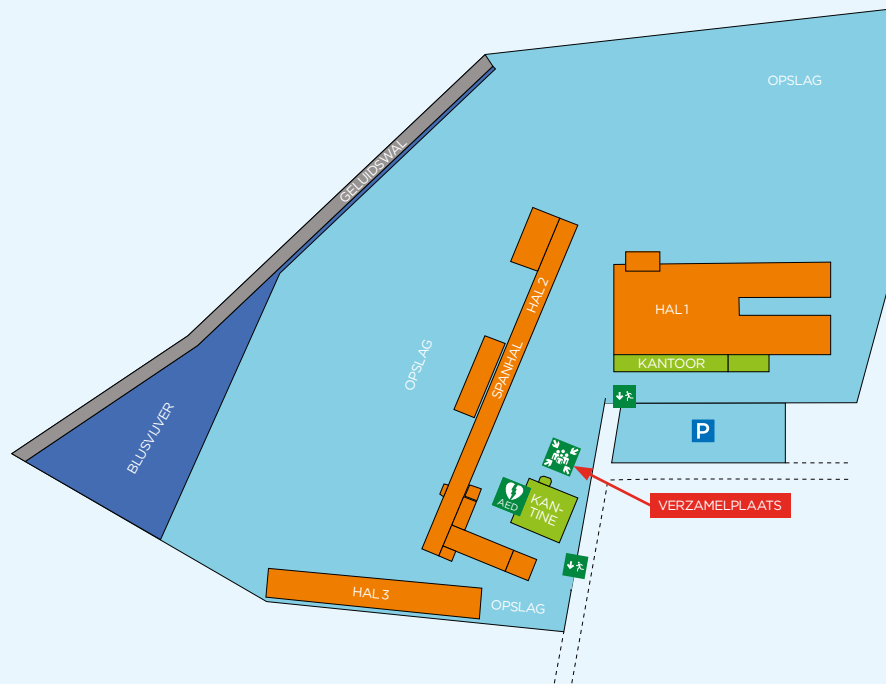 OPSLAG
GELUIDSWAL
HAL 2
HAL 1
OPSLAG
SPANHAL
KANTOOR
BLUSVIJVER
P
AED
KAN-
TINE
VERZAMELPLAATS
HAL 3
OPSLAG